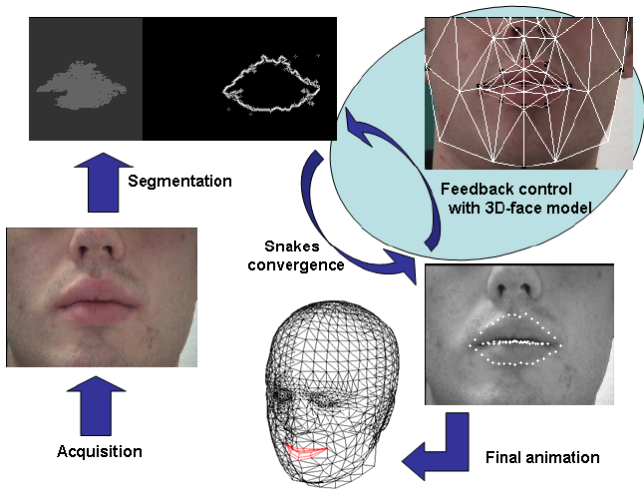 Segmentation
Feedback control
with 3D-face model
Snakes
convergence
Acquisition
Final animation